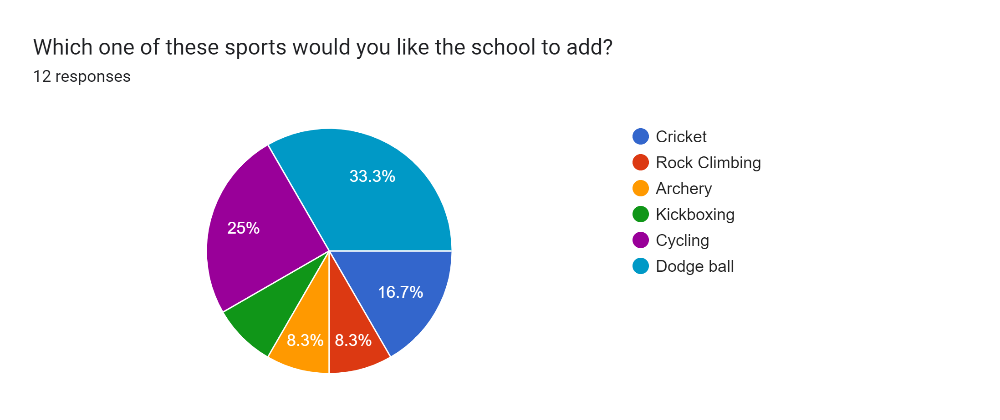 Which one of these sports would you like the school to add?
12 responses
33.3%
25%
16.7%
8.3%
8.3%
Cricket
Rock Climbing
Archery
Kickboxing
Cycling
Dodge ball